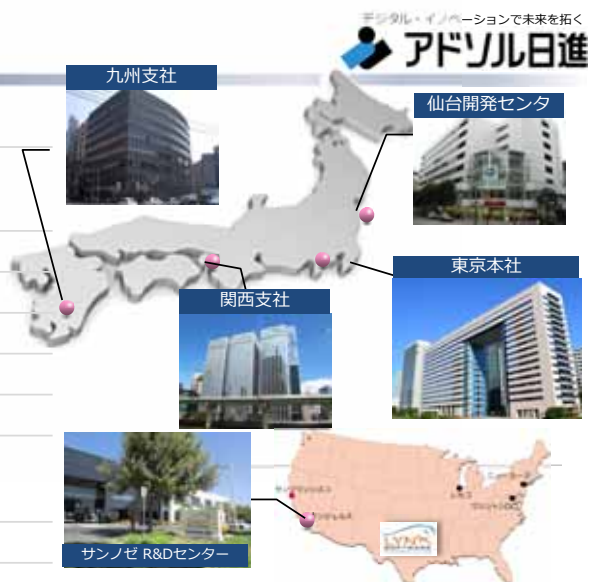 デジタル・イノベーションで未来を拓く
アドソル日進
九州支社
仙台開発センタ
東京本社
関西支社
サンノゼ R&Dセンター
LYNX